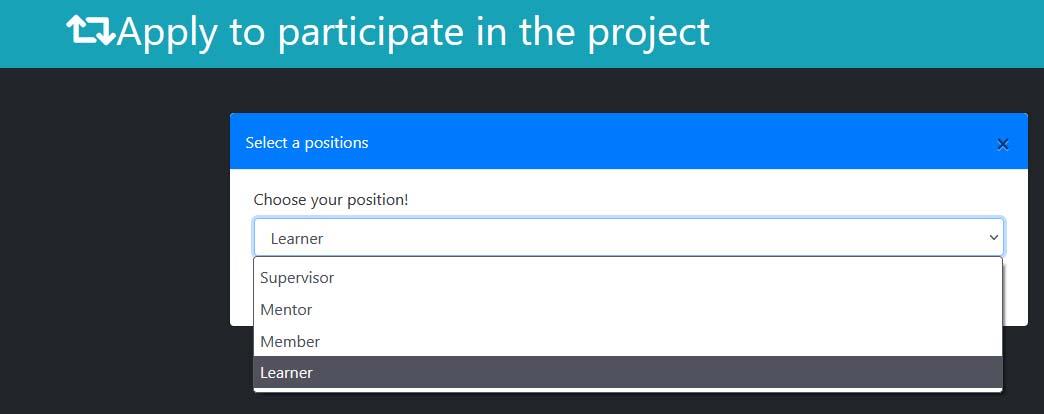 Apply to participate in the project
Select a positions
×
Choose your position!
Learner
Supervisor
Mentor
Member
Learner